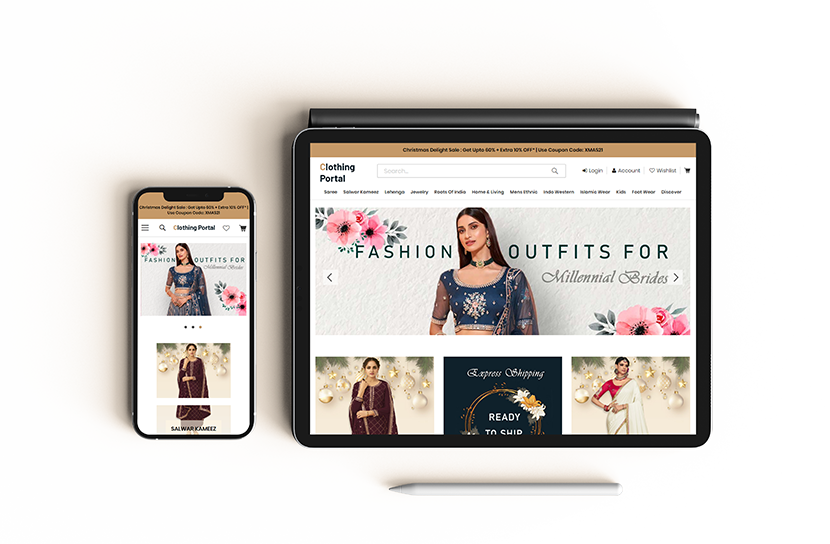 Christmas Delight Sale : Get Upto 60% + Extra 10% OFF* | Use Coupon Code: XMAS21
Clothing
Portal
Search...
Login
Account
Wishlist
Saree Salwar Kameez Lehenga Jewelry Roots Of India Home & Living Mens Ethnic Indo Western Islamic Wear Kids Foot Wear Discover
FASHION OUTFITS FOR
Millennial Brides
Express Shipping
READY
TO SHIP
Christmas Delight Sale : Get Upto 60% + Extra 10% OFF* |
Use Coupon Code: XMAS21
Clothing Portal
FASHION OUTFITS FOR
Millennial Brides
SALWAR KAMEEZ